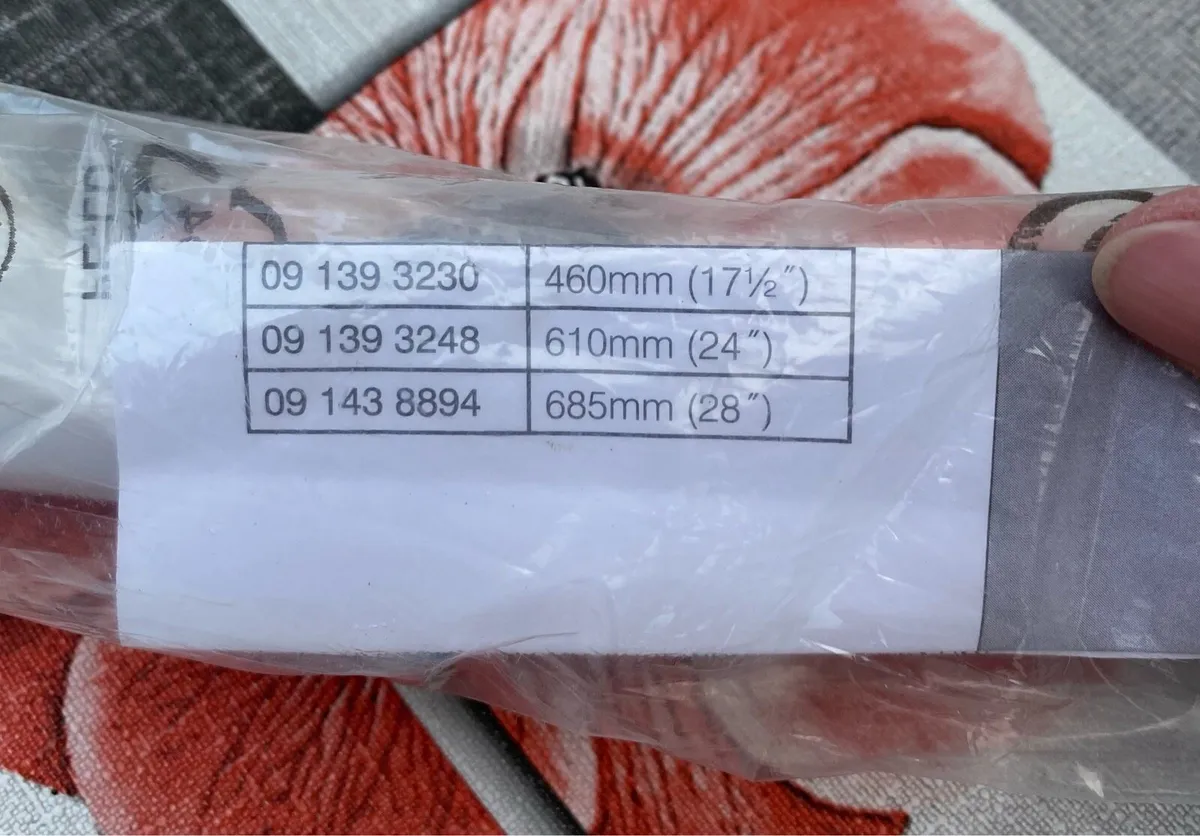 09 139 3230 460mm (17½″)
09 139 3248 610mm (24″)
09 143 8894 685mm (28″)